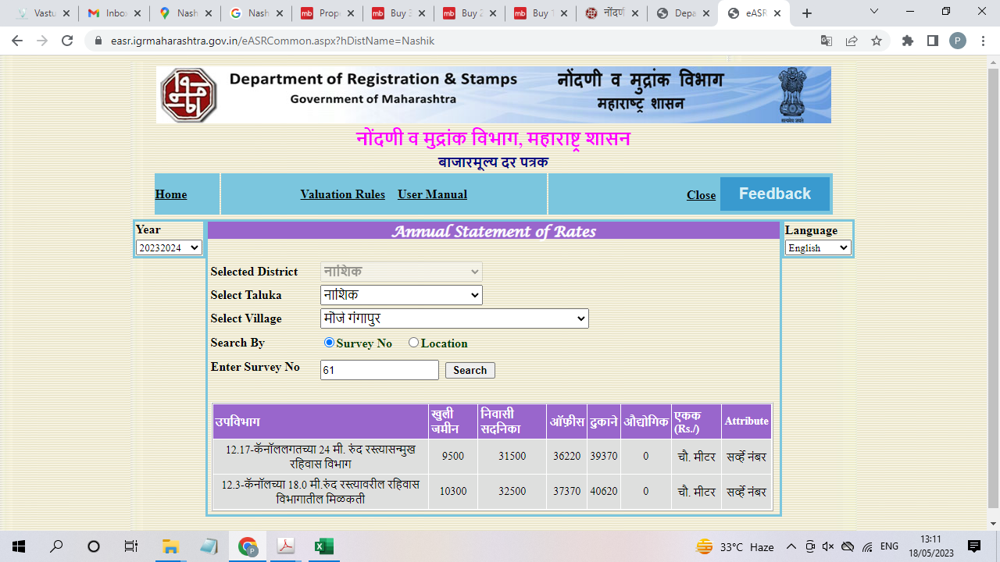 Vastu
Inbo
Nash
Nash
Prope
Buy 3
Buy 2
Buy 1
नोंदणी
Depa
eASR
easr.igrmaharashtra.gov.in/eASRCommon.aspx?hDistName=Nashik
P
Department of Registration & Stamps
Government of Maharashtra
नोंदणी व मुद्रांक विभाग
महाराष्ट्र शासन
नोंदणी व मुद्रांक विभाग, महाराष्ट्र शासन
बाजारमूल्य दर पत्रक
Home Valuation Rules User Manual Close Feedback
Year
20232024
Annual Statement of Rates
Language
English
Selected District नाशिक
Select Taluka नाशिक
Select Village मौजे गंगापुर
Search By Survey No Location
Enter Survey No 61 Search
उपविभाग खुली जमीन निवासी सदनिका ऑफ़ीस दुकाने औद्योगिक एकक (Rs./) Attribute
12.17-कॅनॉललगतच्या 24 मी. रुंद रस्त्यासन्मुख रहिवास विभाग 9500 31500 36220 39370 0 चौ. मीटर सर्व्हे नंबर
12.3-कॅनॉलच्या 18.0 मी.रुंद रस्त्यावरील रहिवास विभागातील मिळकती 10300 32500 37370 40620 0 चौ. मीटर सर्व्हे नंबर
33°C Haze
ENG
13:11
18/05/2023